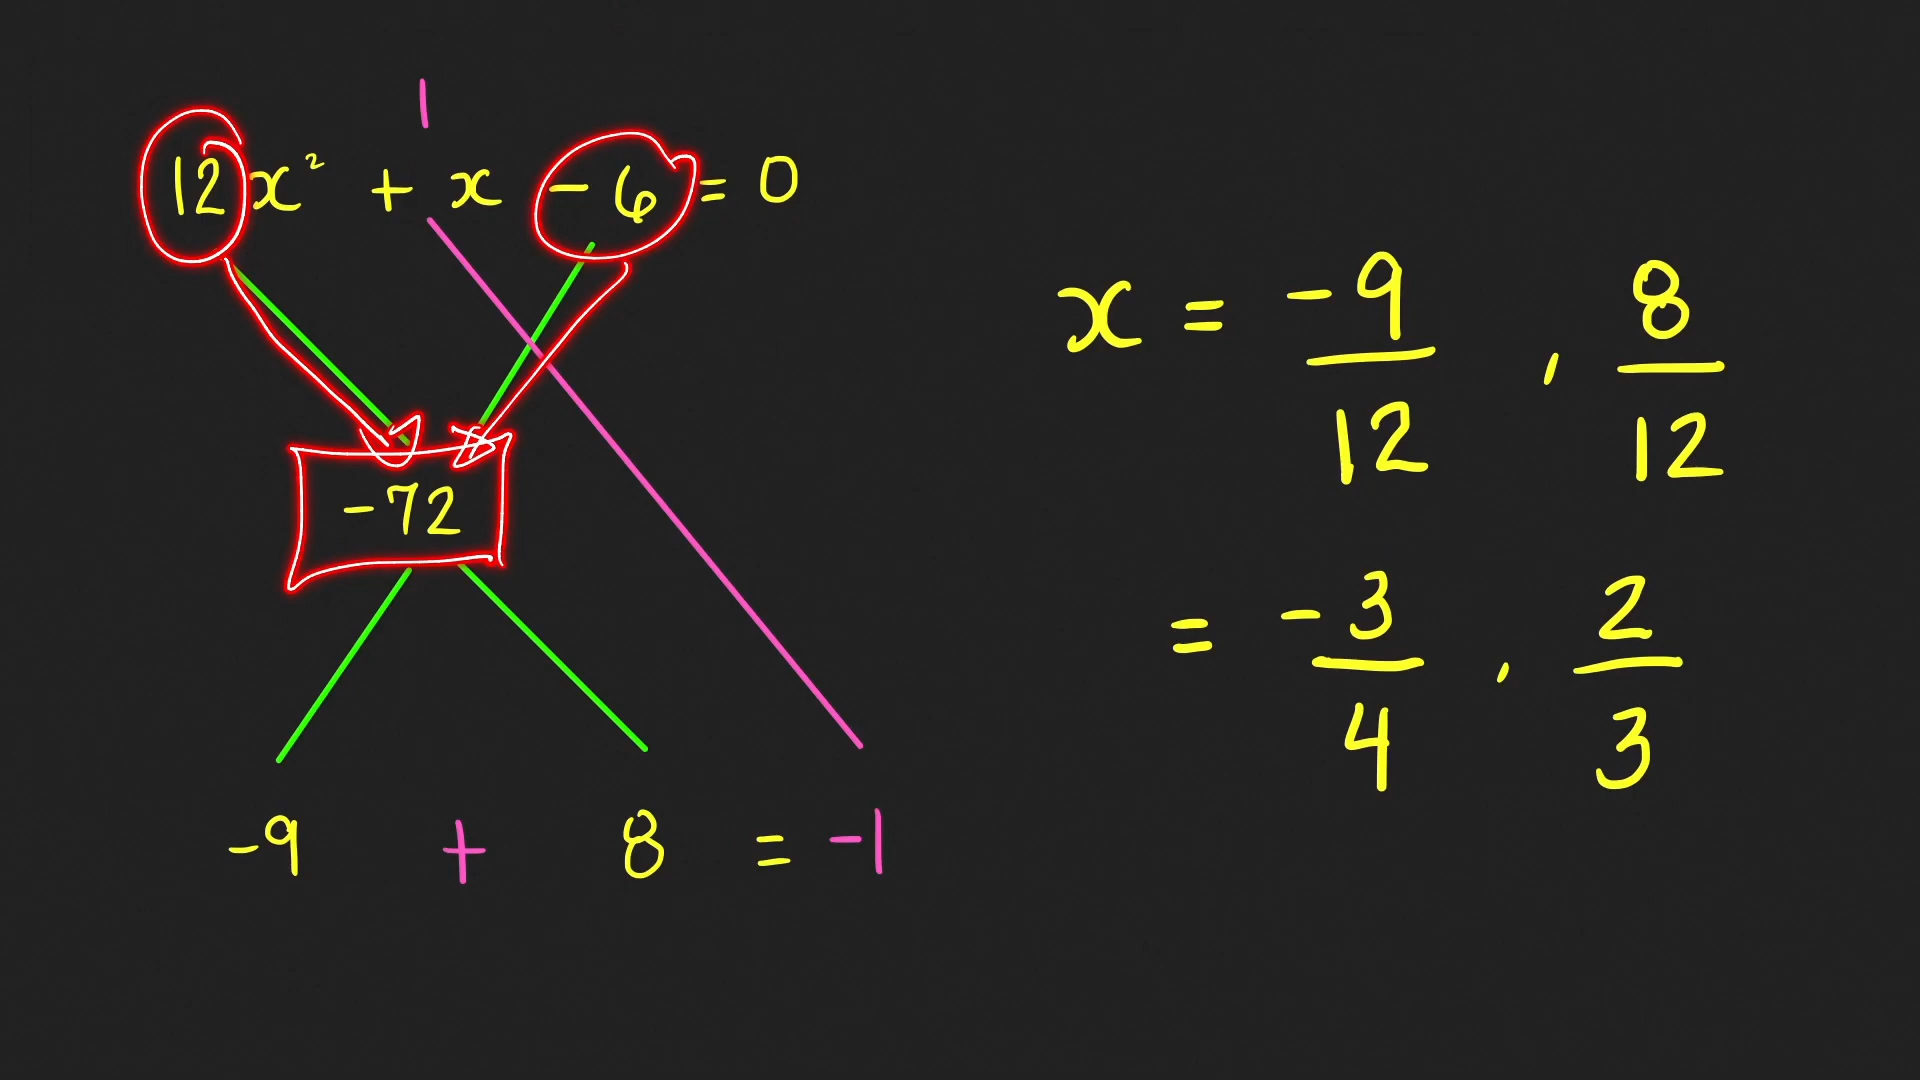 1
12x² + x - 6 = 0
-72
-9 + 8 = -1
x = -9/12 , 8/12
= -3/4 , 2/3